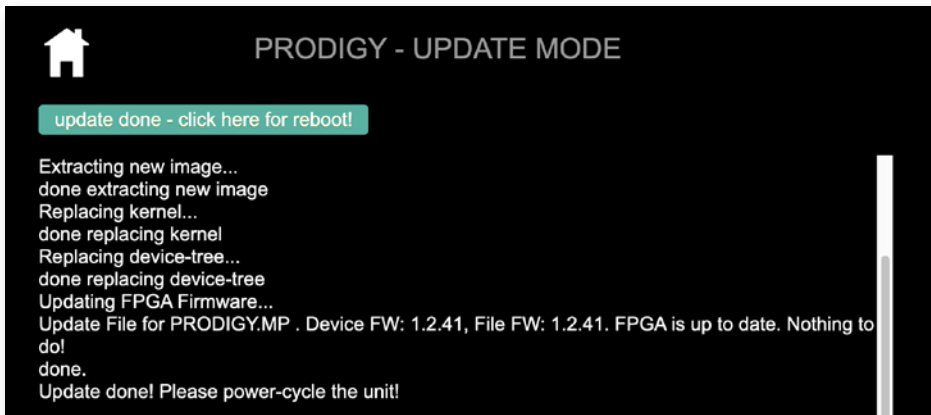 PRODIGY - UPDATE MODE
update done - click here for reboot!
Extracting new image...
done extracting new image
Replacing kernel...
done replacing kernel
Replacing device-tree...
done replacing device-tree
Updating FPGA Firmware...
Update File for PRODIGY.MP . Device FW: 1.2.41, File FW: 1.2.41. FPGA is up to date. Nothing to
do!
done.
Update done! Please power-cycle the unit!